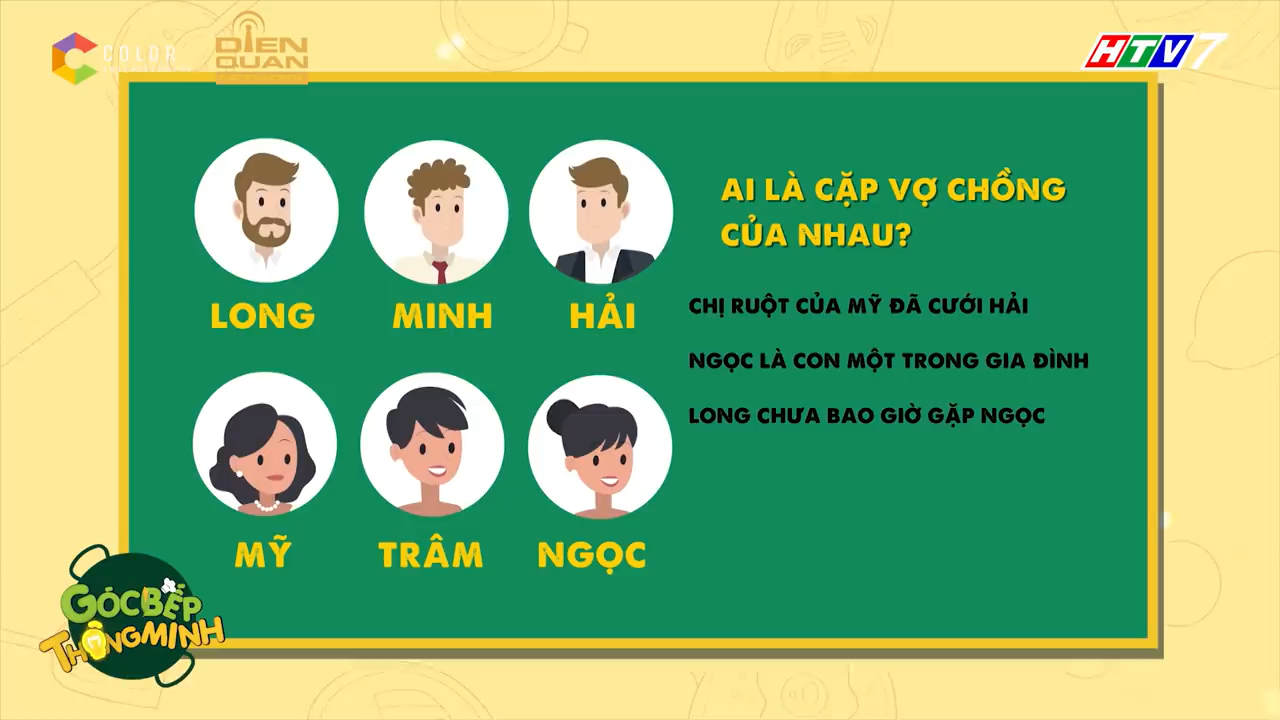 COLOR
ĐIỀN
QUAN
HTV7
AI LÀ CẶP VỢ CHỒNG
CỦA NHAU?
LONG
MINH
HẢI
CHỊ RUỘT CỦA MỸ ĐÃ CƯỚI HẢI
NGỌC LÀ CON MỘT TRONG GIA ĐÌNH
LONG CHƯA BAO GIỜ GẶP NGỌC
MỸ
TRÂM
NGỌC
GÓC BẾP
THÔNG MINH